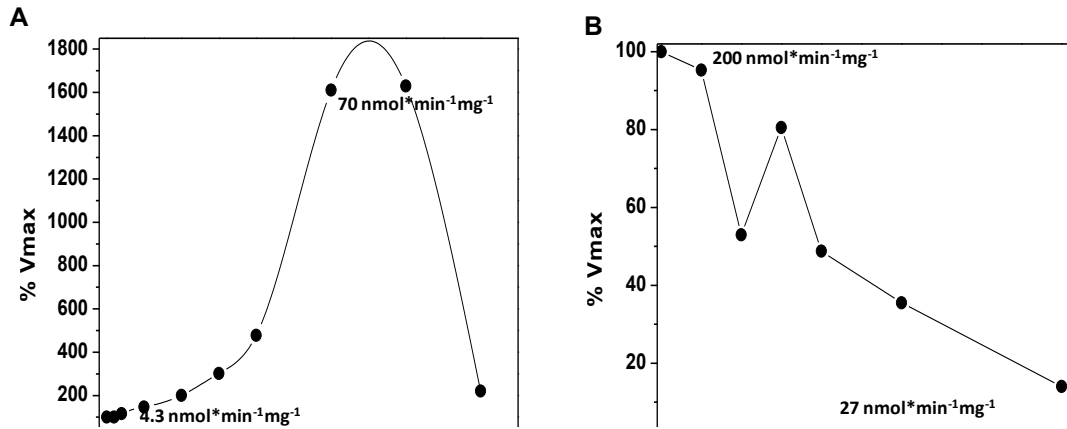 A
% Vmax
1800
1600
1400
1200
1000
800
600
400
200
70 nmol*min-1mg-1
4.3 nmol*min-1mg-1
B
% Vmax
100
80
60
40
20
200 nmol*min-1mg-1
27 nmol*min-1mg-1